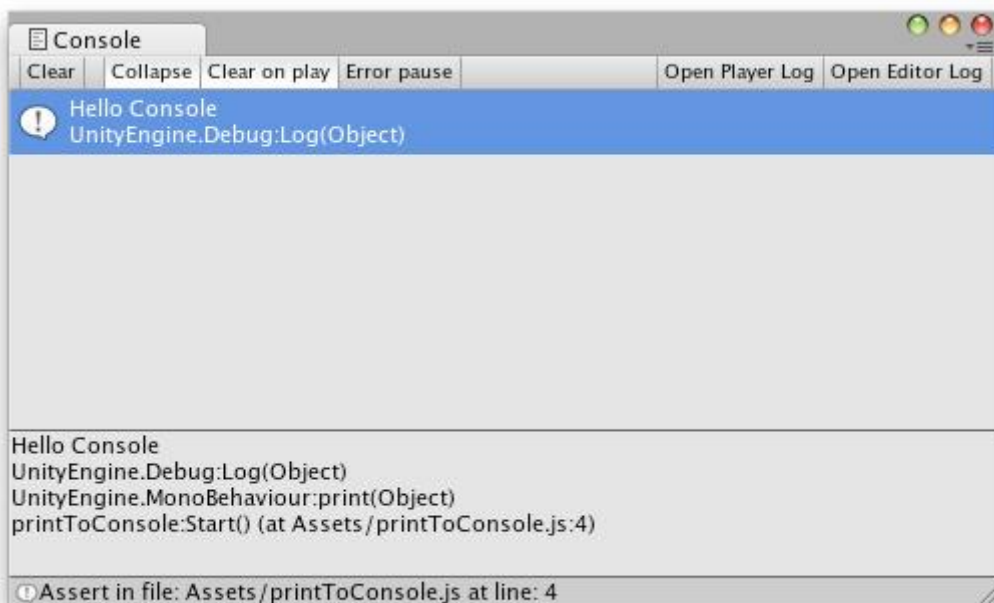 Console
Clear Collapse Clear on play Error pause Open Player Log Open Editor Log
Hello Console
UnityEngine.Debug:Log(Object)
Hello Console
UnityEngine.Debug:Log(Object)
UnityEngine.MonoBehaviour:print(Object)
printToConsole:Start() (at Assets/printToConsole.js:4)
Assert in file: Assets/printToConsole.js at line: 4